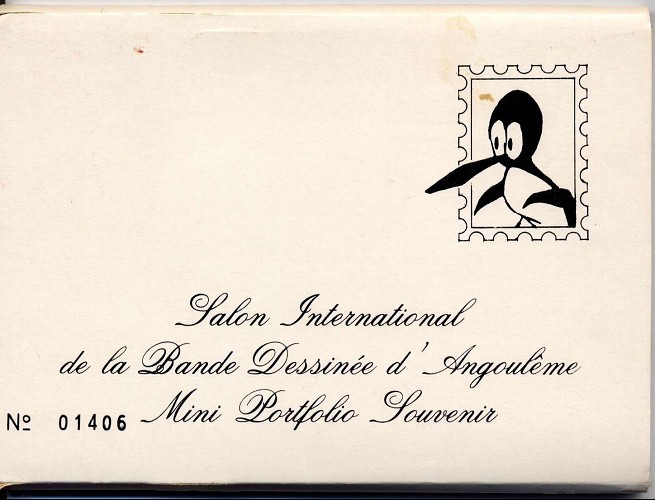 Salon International
de la Bande Dessinée d'Angoulême
Mini Portfolio Souvenir
Nº 01406